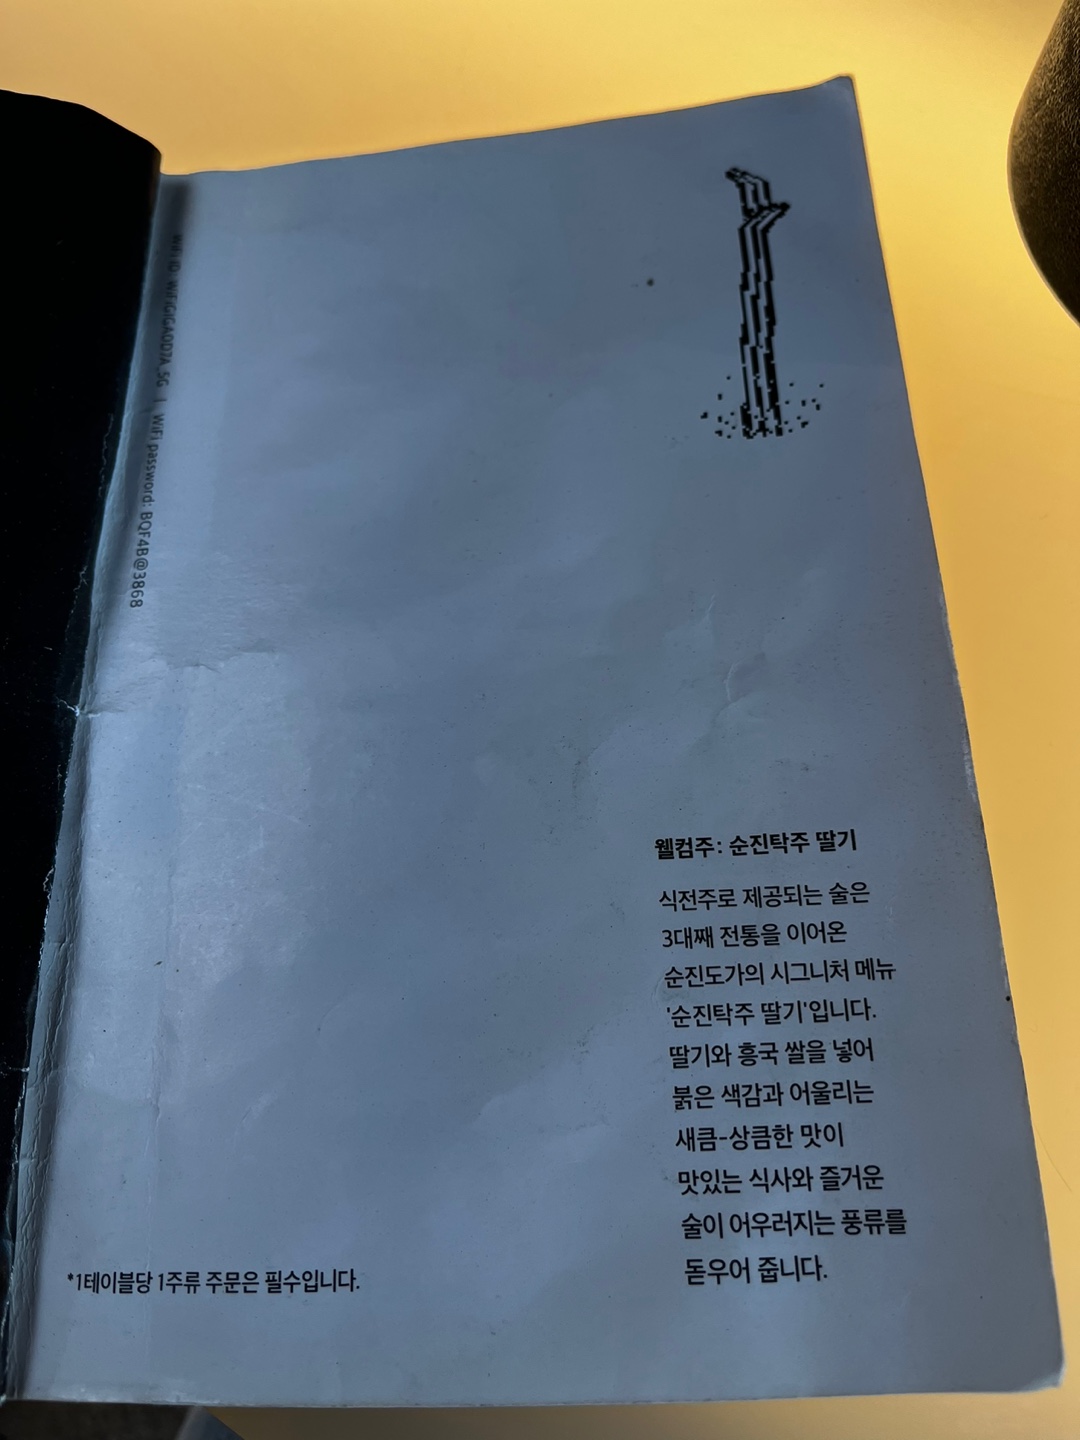 WiFi ID: WiFiGIGA0D7A_5G | WiFi password: BQF4B@3868
웰컴주: 순진탁주 딸기
식전주로 제공되는 술은
3대째 전통을 이어온
순진도가의 시그니처 메뉴
'순진탁주 딸기'입니다.
딸기와 홍국 쌀을 넣어
붉은 색감과 어울리는
새큼-상큼한 맛이
맛있는 식사와 즐거운
술이 어우러지는 풍류를
돋우어 줍니다.
*1테이블당 1주류 주문은 필수입니다.